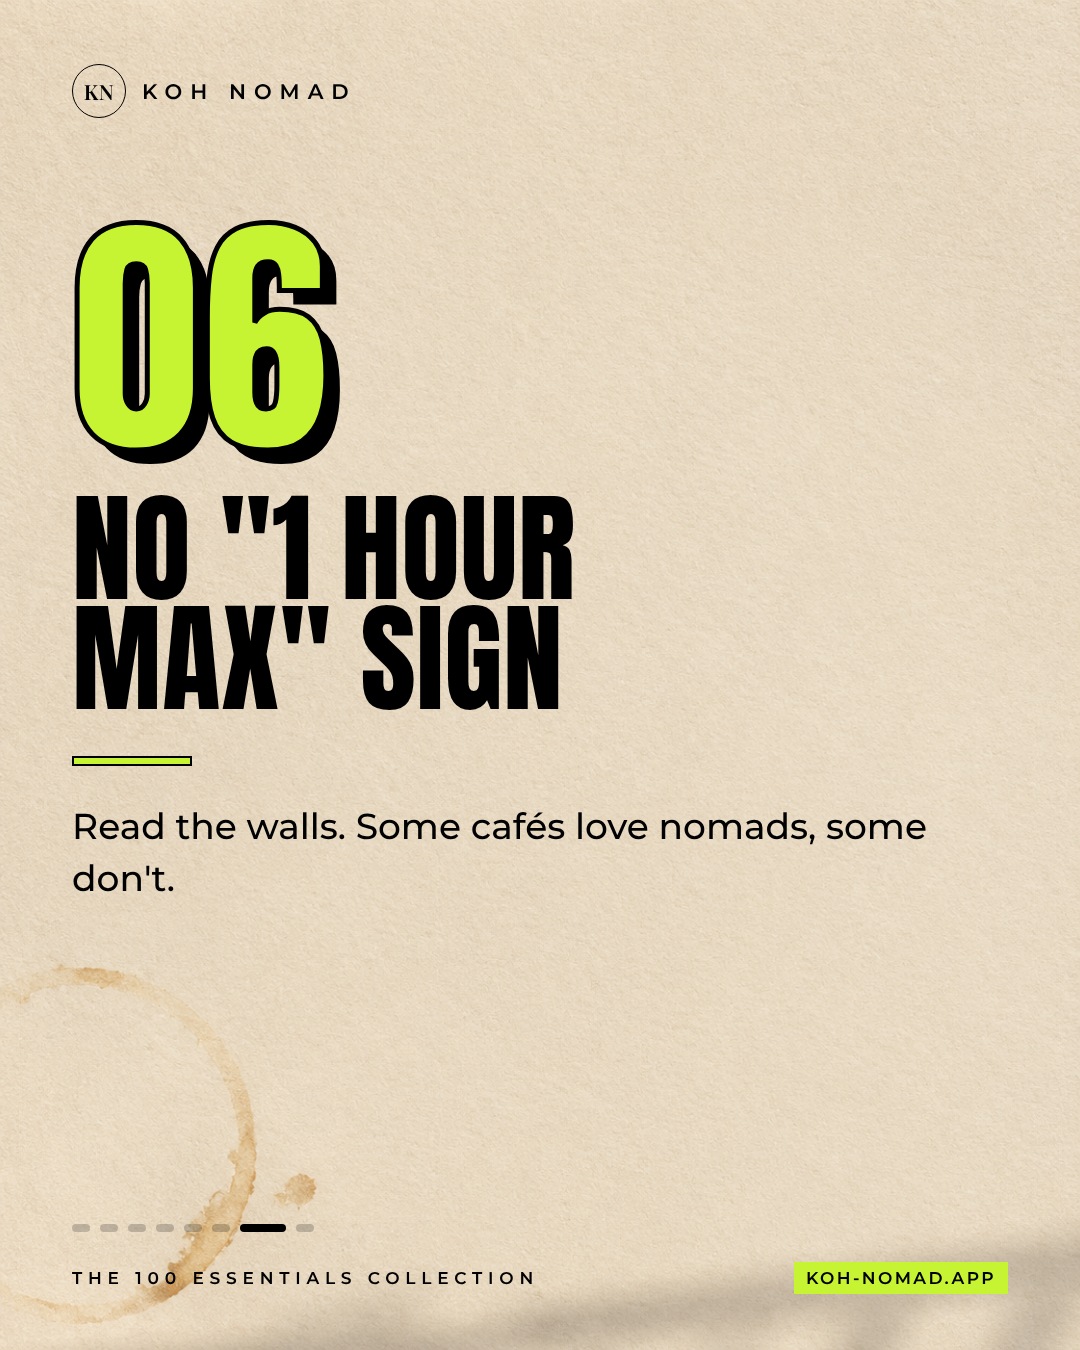 KN KOH NOMAD
06
NO "1 HOUR
MAX" SIGN
Read the walls. Some cafés love nomads, some
don't.
THE 100 ESSENTIALS COLLECTION
KOH-NOMAD.APP